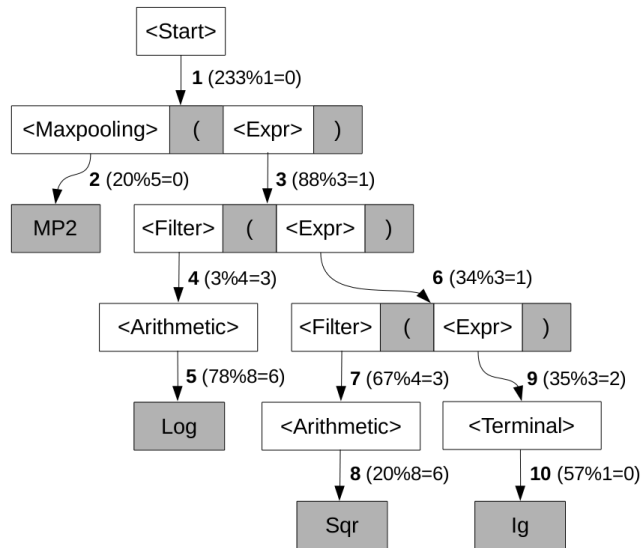 <Start>
1 (233%1=0)
<Maxpooling> ( <Expr> )
2 (20%5=0) 3 (88%3=1)
MP2 <Filter> ( <Expr> )
4 (3%4=3) 6 (34%3=1)
<Arithmetic> <Filter> ( <Expr> )
5 (78%8=6) 7 (67%4=3) 9 (35%3=2)
Log <Arithmetic> <Terminal>
8 (20%8=6) 10 (57%1=0)
Sqr Ig